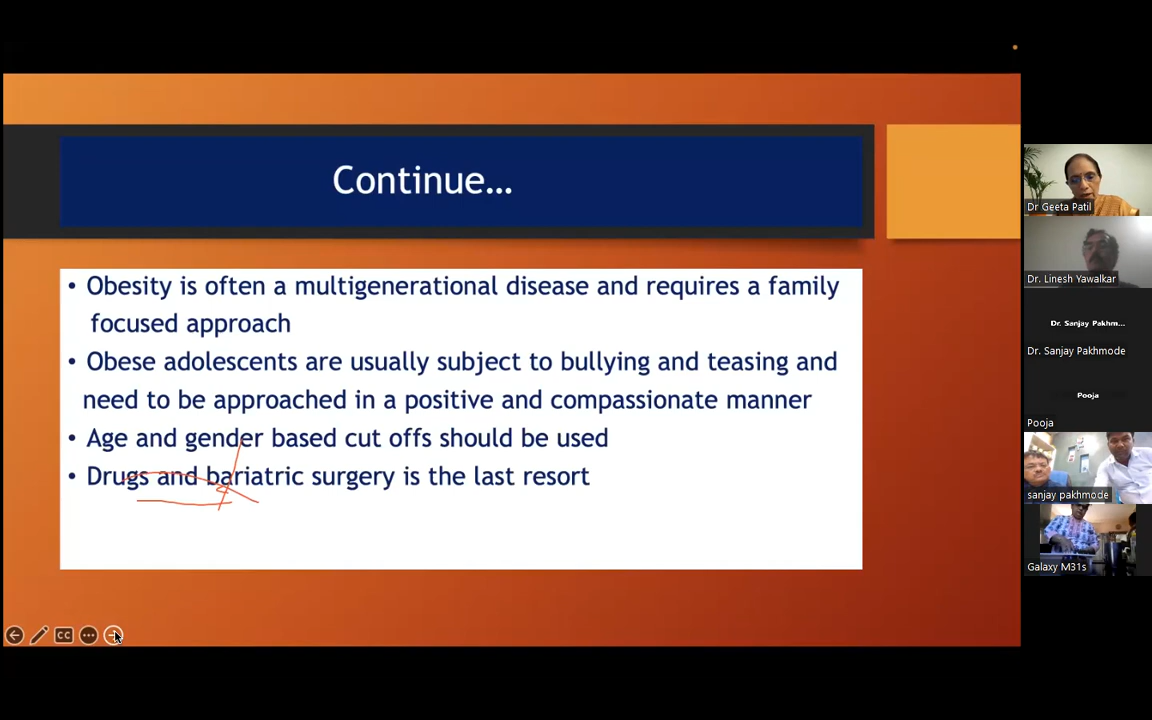 Continue...
• Obesity is often a multigenerational disease and requires a family
focused approach
• Obese adolescents are usually subject to bullying and teasing and
need to be approached in a positive and compassionate manner
• Age and gender based cut offs should be used
• Drugs and bariatric surgery is the last resort
CC
Dr Geeta Patil
Dr. Linesh Yawalkar
Dr. Sanjay Pakhm...
Dr. Sanjay Pakhmode
Pooja
Pooja
sanjay pakhmode
Galaxy M31s